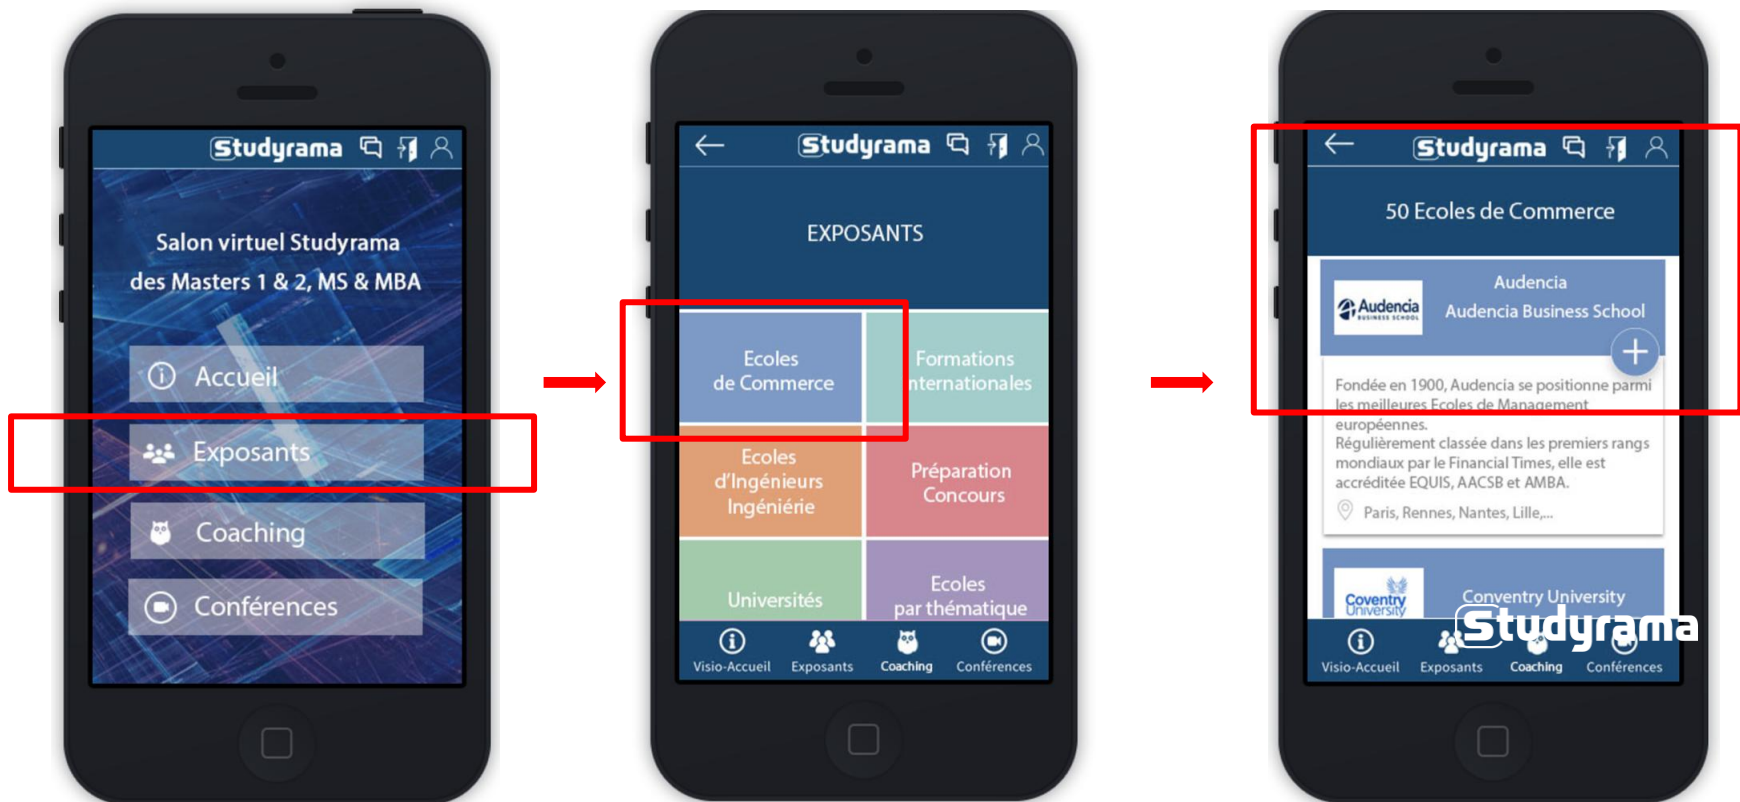 Studyrama
Salon virtuel Studyrama
des Masters 1 & 2, MS & MBA
Accueil
Exposants
Coaching
Conférences
Studyrama
EXPOSANTS
Ecoles
de Commerce
Formations
Internationales
Ecoles
d'Ingénieurs
Ingéniérie
Préparation
Concours
Universités
Ecoles
par thématique
Visio-Accueil Exposants Coaching Conférences
Studyrama
50 Ecoles de Commerce
Audencia
BUSINESS SCHOOL
Audencia
Audencia Business School
Fondée en 1900, Audencia se positionne parmi
les meilleures Ecoles de Management
européennes.
Régulièrement classée dans les premiers rangs
mondiaux par le Financial Times, elle est
accréditée EQUIS, AACSB et AMBA.
Paris, Rennes, Nantes, Lille,...
Coventry
University
Coventry University
Studyrama
Visio-Accueil Exposants Coaching Conférences